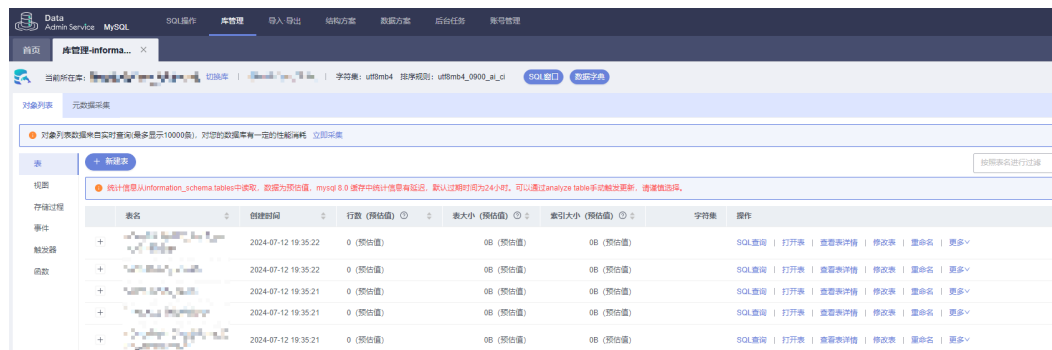 Data
Admin Service MySQL SQL操作 库管理 导入·导出 结构方案 数据方案 后台任务 账号管理
首页 库管理-informa... ×
当前所在库: 切换库 | | 字符集: utf8mb4 排序规则: utf8mb4_0900_ai_ci SQL窗口 数据字典
对象列表 元数据采集
对象列表数据来自实时查询(最多显示10000条), 对您的数据库有一定的性能消耗 立即采集
表 + 新建表 按照表名进行过滤
视图 统计信息从information_schema.tables中读取, 数据为预估值, mysql 8.0 缓存中统计信息有延迟, 默认过期时间为24小时。可以通过analyze table手动触发更新, 请谨慎选择。
存储过程
事件
触发器
函数
表名 创建时间 行数 (预估值) 表大小 (预估值) 索引大小 (预估值) 字符集 操作
+ 2024-07-12 19:35:22 0 (预估值) 0B (预估值) 0B (预估值) SQL查询 | 打开表 | 查看表详情 | 修改表 | 重命名 | 更多
+ 2024-07-12 19:35:22 0 (预估值) 0B (预估值) 0B (预估值) SQL查询 | 打开表 | 查看表详情 | 修改表 | 重命名 | 更多
+ 2024-07-12 19:35:21 0 (预估值) 0B (预估值) 0B (预估值) SQL查询 | 打开表 | 查看表详情 | 修改表 | 重命名 | 更多
+ 2024-07-12 19:35:21 0 (预估值) 0B (预估值) 0B (预估值) SQL查询 | 打开表 | 查看表详情 | 修改表 | 重命名 | 更多
+ 2024-07-12 19:35:21 0 (预估值) 0B (预估值) 0B (预估值) SQL查询 | 打开表 | 查看表详情 | 修改表 | 重命名 | 更多